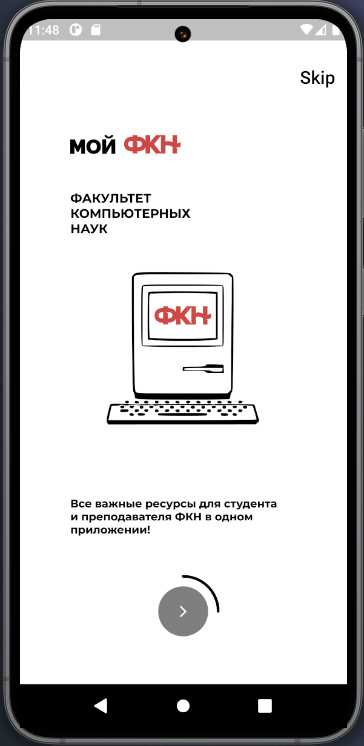 11:48
Skip
МОЙ ФКН
ФАКУЛЬТЕТ
КОМПЬЮТЕРНЫХ
НАУК
ФКН
Все важные ресурсы для студента
и преподавателя ФКН в одном
приложении!